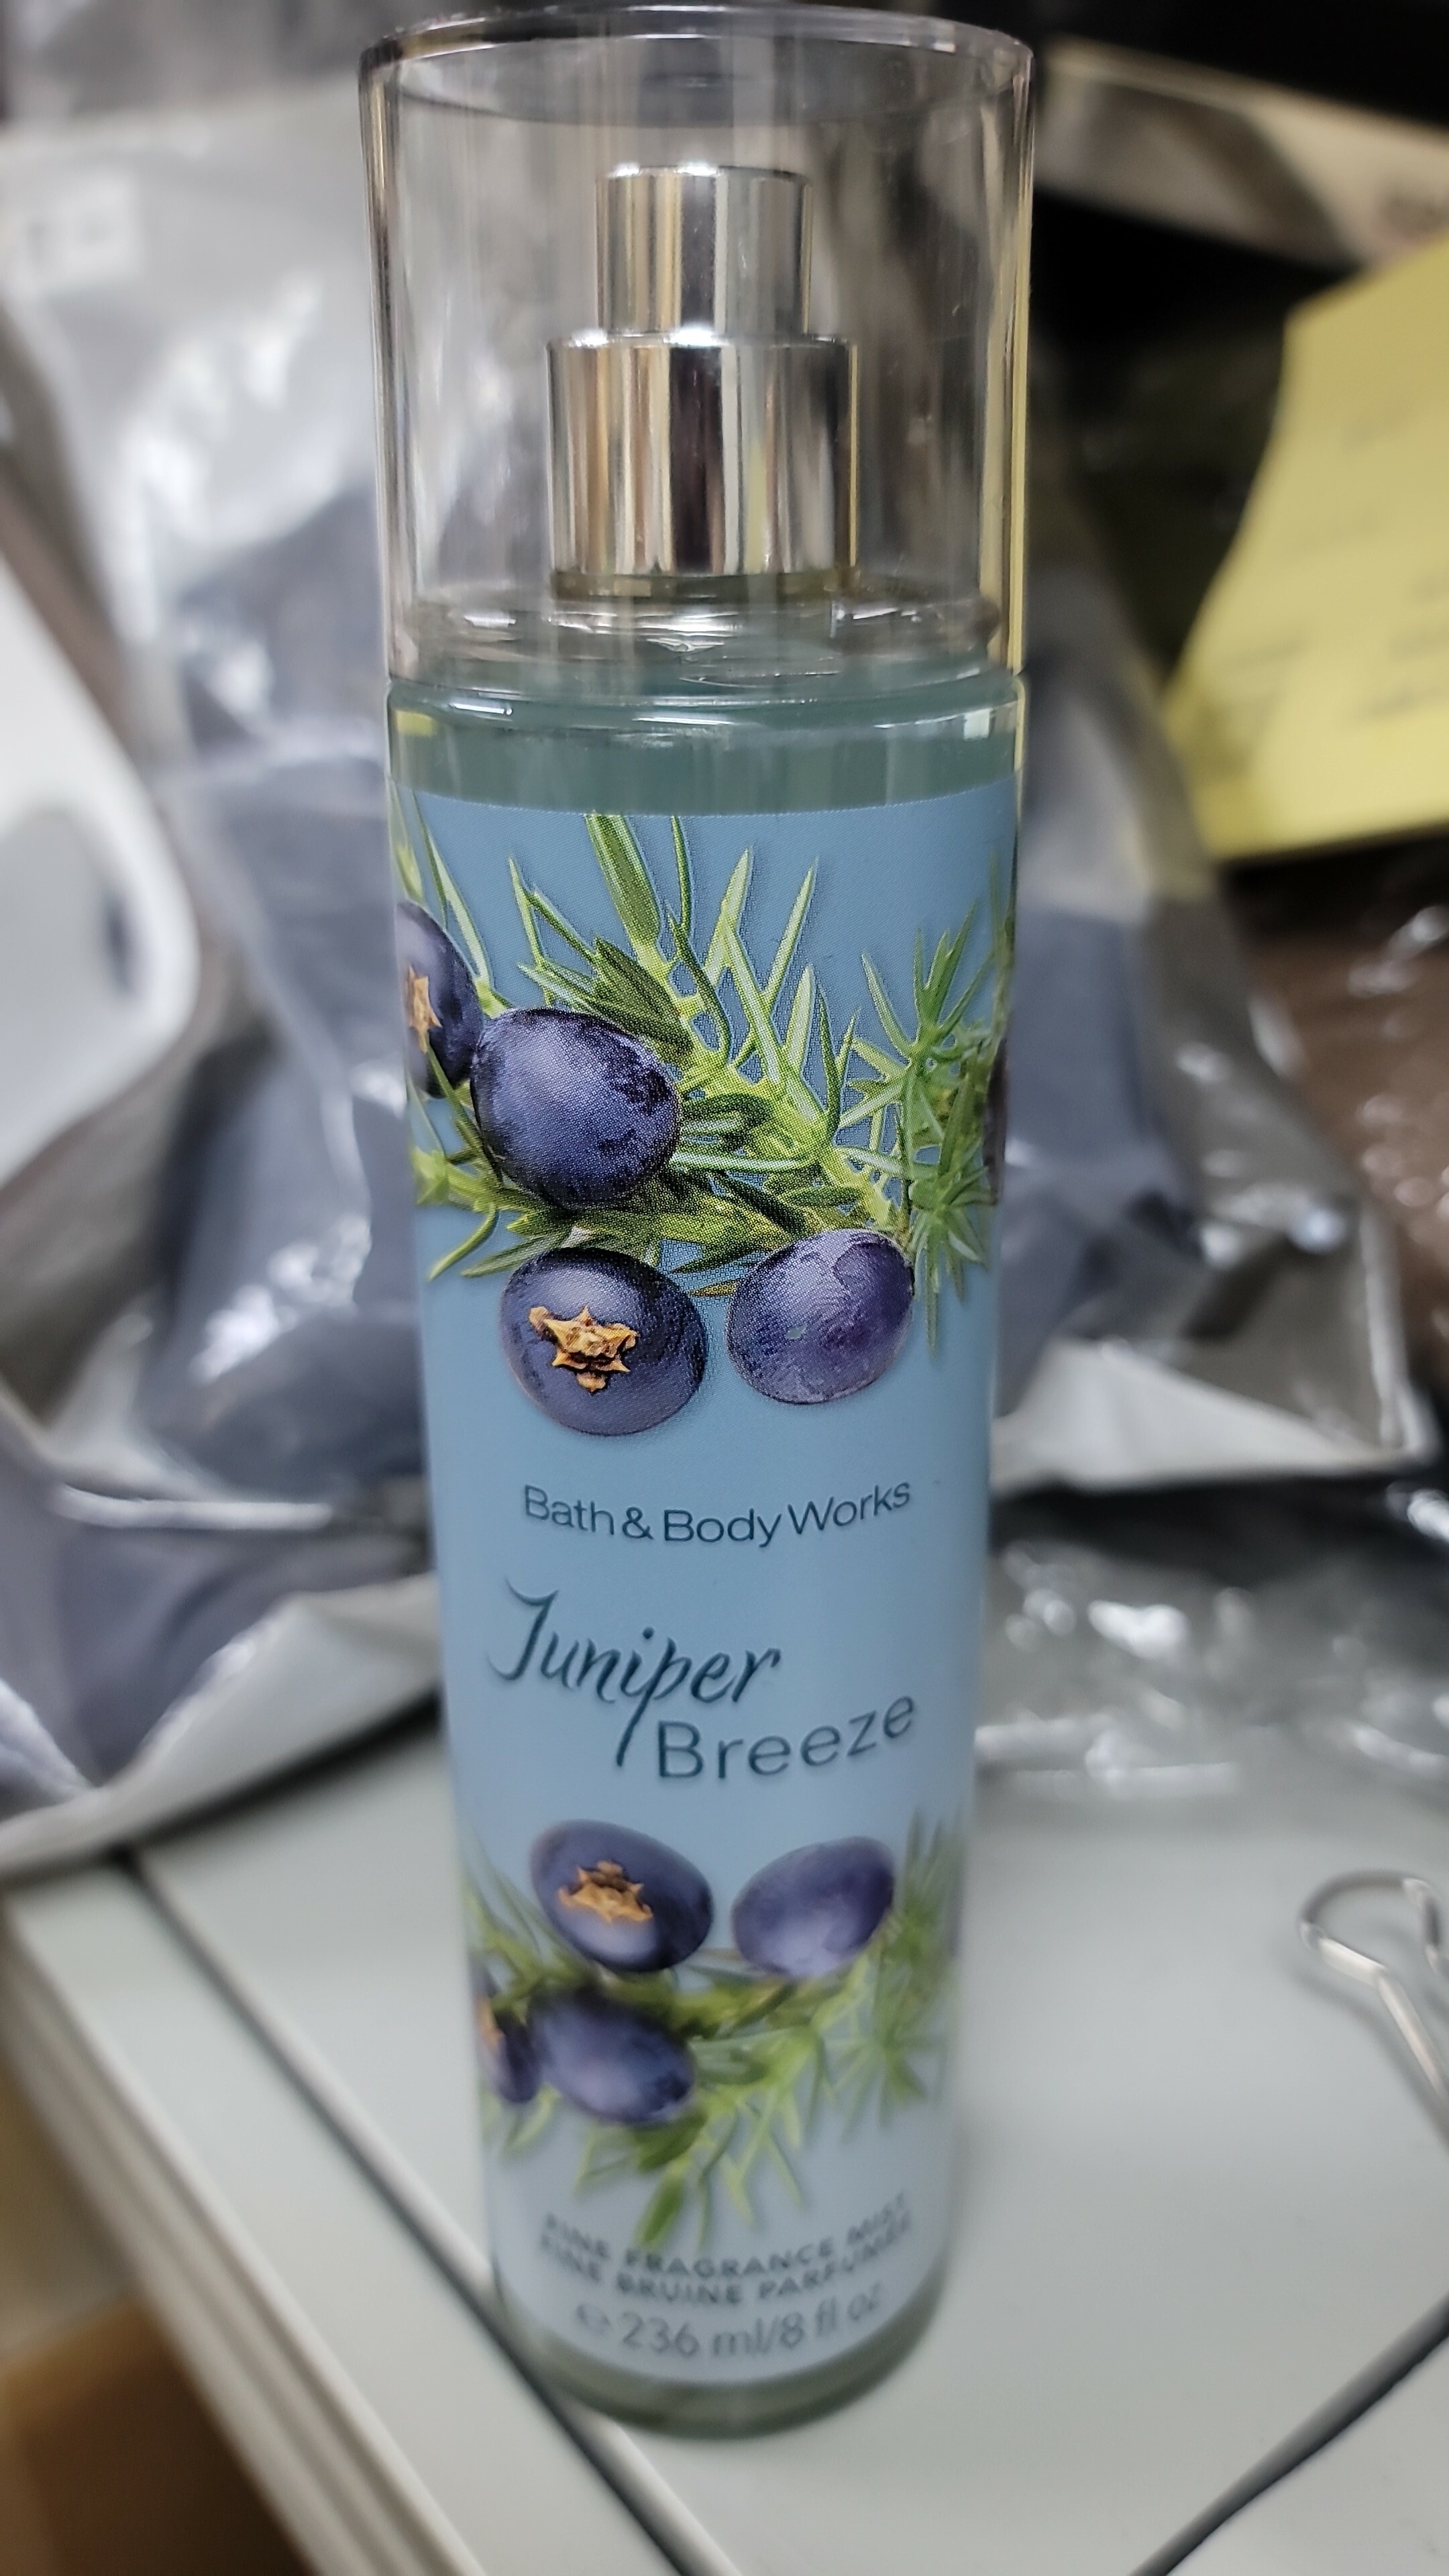 Bath & Body Works
Juniper
Breeze
FINE FRAGRANCE MIST
FINE BRUINE PARFUMÉE
℮ 236 ml/8 fl oz